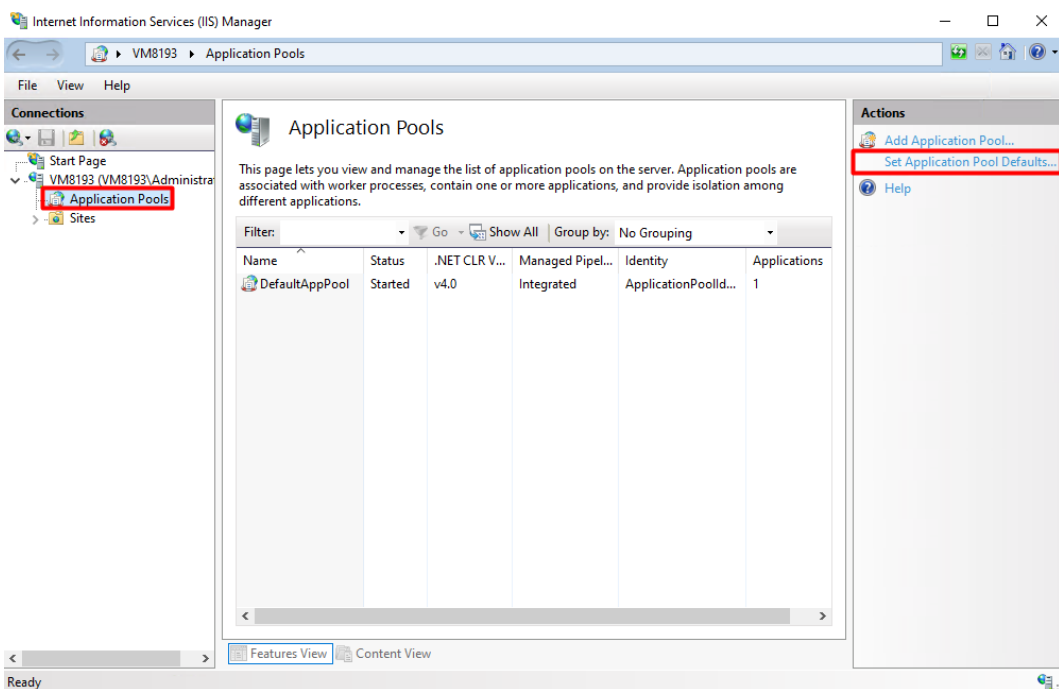 Internet Information Services (IIS) Manager
VM8193 Application Pools
File View Help
Connections
Start Page
VM8193 (VM8193\Administra
Application Pools
Sites
Application Pools
This page lets you view and manage the list of application pools on the server. Application pools are
associated with worker processes, contain one or more applications, and provide isolation among
different applications.
Filter: Go Show All Group by: No Grouping
Name Status .NET CLR V... Managed Pipel... Identity Applications
DefaultAppPool Started v4.0 Integrated ApplicationPoolId... 1
Features View Content View
Actions
Add Application Pool...
Set Application Pool Defaults...
Help
Ready